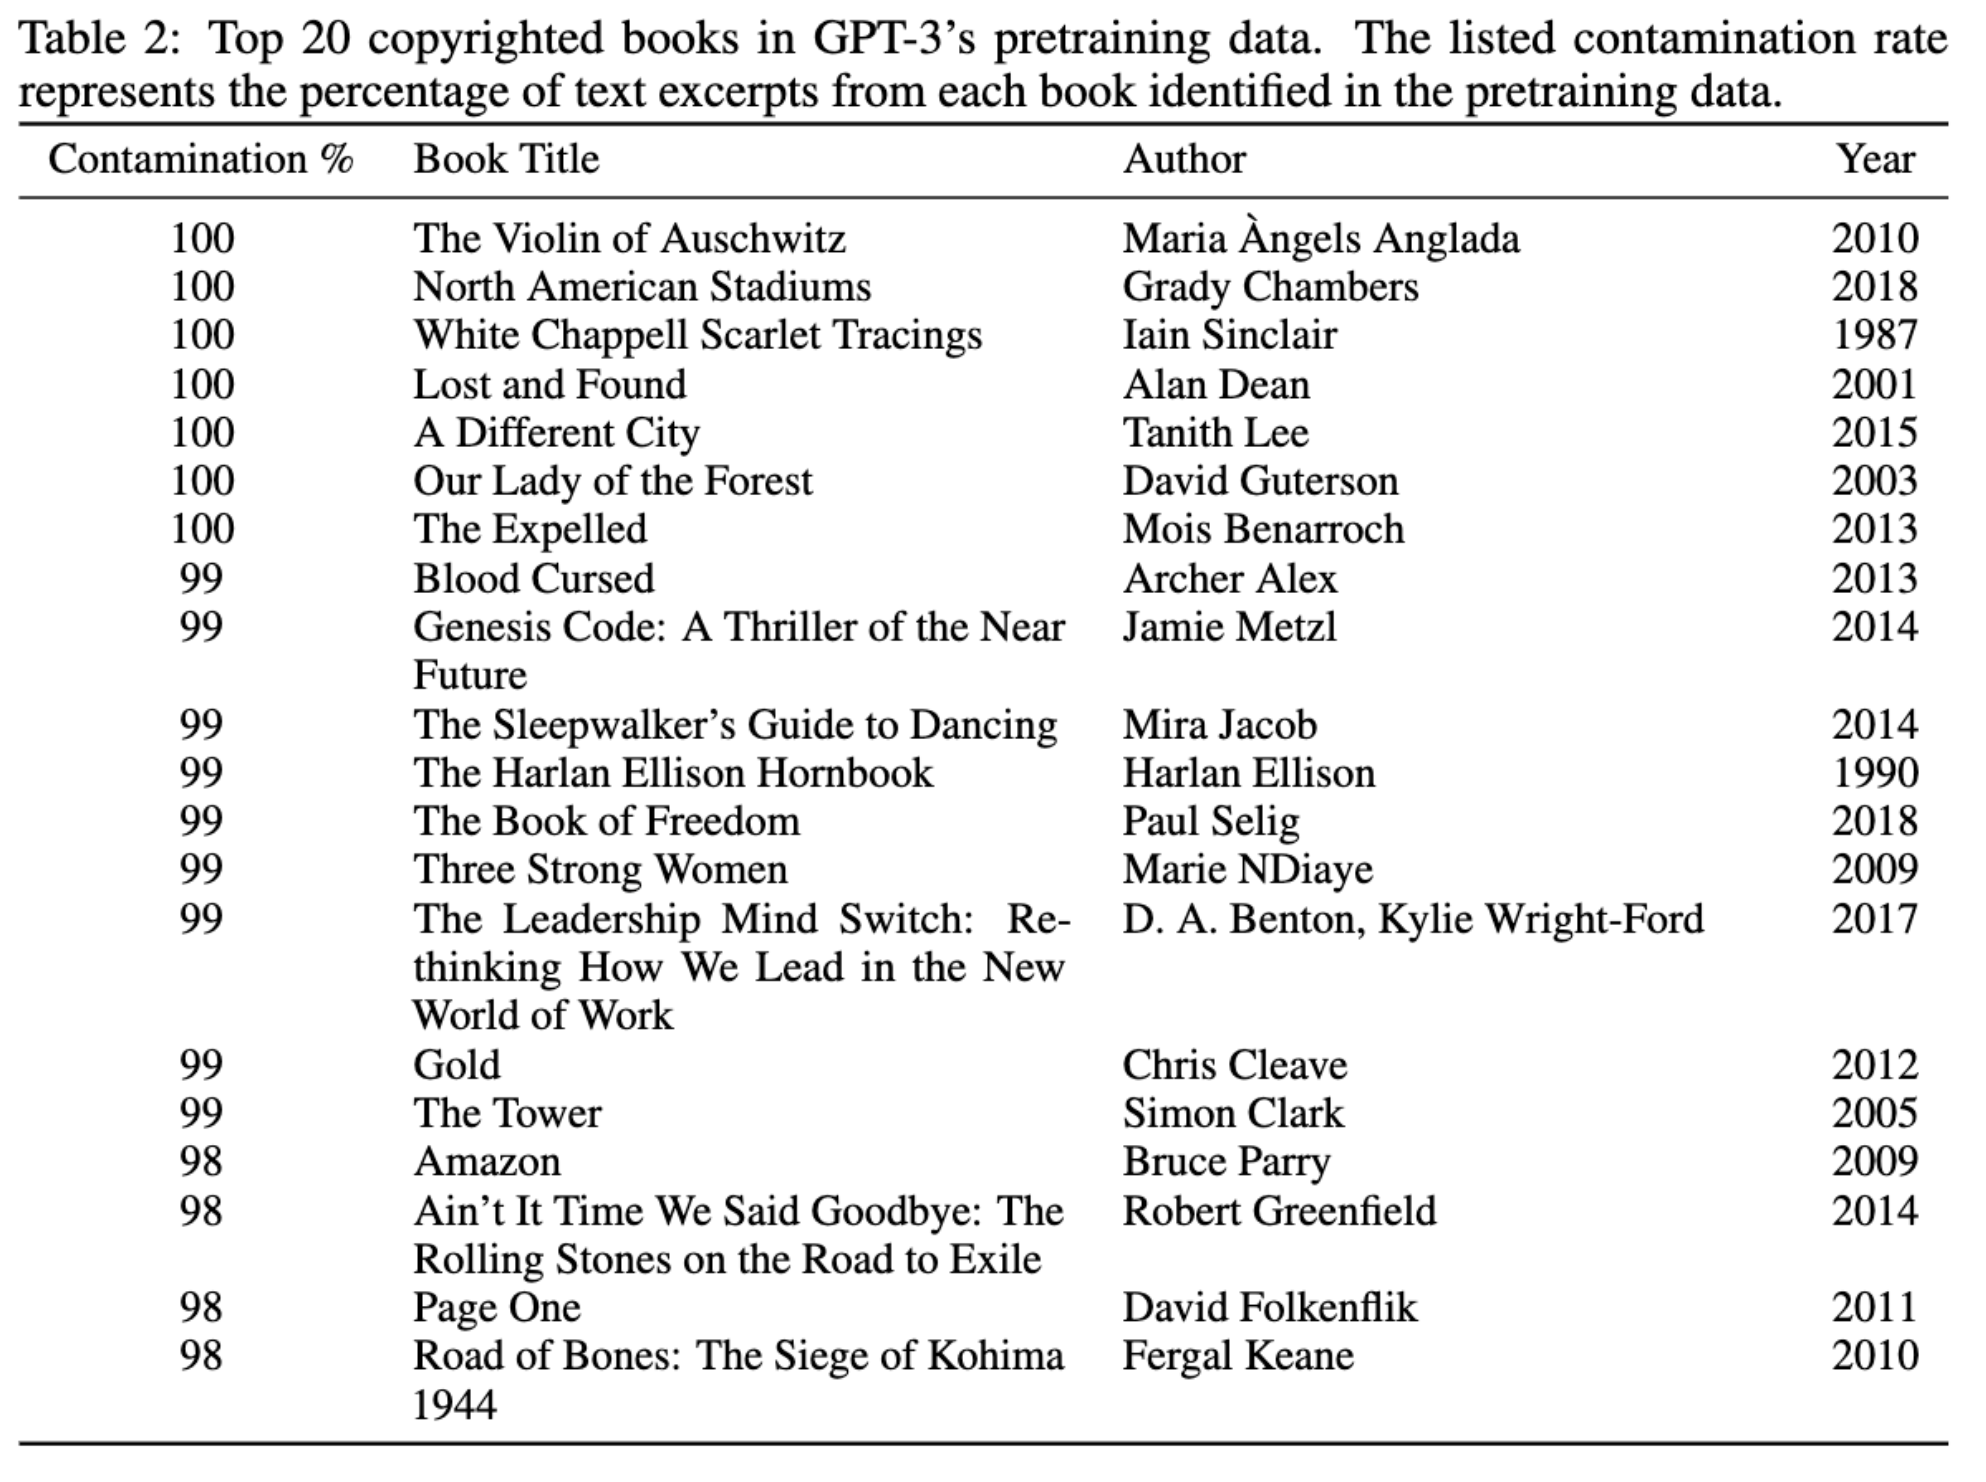 Table 2: Top 20 copyrighted books in GPT-3’s pretraining data. The listed contamination rate
represents the percentage of text excerpts from each book identified in the pretraining data.
Contamination % Book Title Author Year
100 The Violin of Auschwitz Maria Àngels Anglada 2010
100 North American Stadiums Grady Chambers 2018
100 White Chappell Scarlet Tracings Iain Sinclair 1987
100 Lost and Found Alan Dean 2001
100 A Different City Tanith Lee 2015
100 Our Lady of the Forest David Guterson 2003
100 The Expelled Mois Benarroch 2013
99 Blood Cursed Archer Alex 2013
99 Genesis Code: A Thriller of the Near Jamie Metzl 2014
Future
99 The Sleepwalker’s Guide to Dancing Mira Jacob 2014
99 The Harlan Ellison Hornbook Harlan Ellison 1990
99 The Book of Freedom Paul Selig 2018
99 Three Strong Women Marie NDiaye 2009
99 The Leadership Mind Switch: Re- D. A. Benton, Kylie Wright-Ford 2017
thinking How We Lead in the New
World of Work
99 Gold Chris Cleave 2012
99 The Tower Simon Clark 2005
98 Amazon Bruce Parry 2009
98 Ain’t It Time We Said Goodbye: The Robert Greenfield 2014
Rolling Stones on the Road to Exile
98 Page One David Folkenflik 2011
98 Road of Bones: The Siege of Kohima Fergal Keane 2010
1944